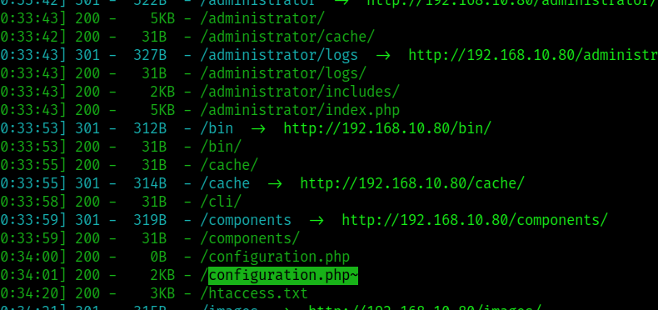 0:33:42] 301 - 322B - /administrator -> http://192.168.10.80/administrator/
0:33:43] 200 - 5KB - /administrator/
0:33:42] 200 - 31B - /administrator/cache/
0:33:43] 301 - 327B - /administrator/logs -> http://192.168.10.80/administr
0:33:43] 200 - 31B - /administrator/logs/
0:33:43] 200 - 2KB - /administrator/includes/
0:33:43] 200 - 5KB - /administrator/index.php
0:33:53] 301 - 312B - /bin -> http://192.168.10.80/bin/
0:33:53] 200 - 31B - /bin/
0:33:55] 200 - 31B - /cache/
0:33:55] 301 - 314B - /cache -> http://192.168.10.80/cache/
0:33:58] 200 - 31B - /cli/
0:33:59] 301 - 319B - /components -> http://192.168.10.80/components/
0:33:59] 200 - 31B - /components/
0:34:00] 200 - 0B - /configuration.php
0:34:01] 200 - 2KB - /configuration.php~
0:34:20] 200 - 3KB - /htaccess.txt
0:34:21] 301 - 315B - /images -> http://192.168.10.80/images/